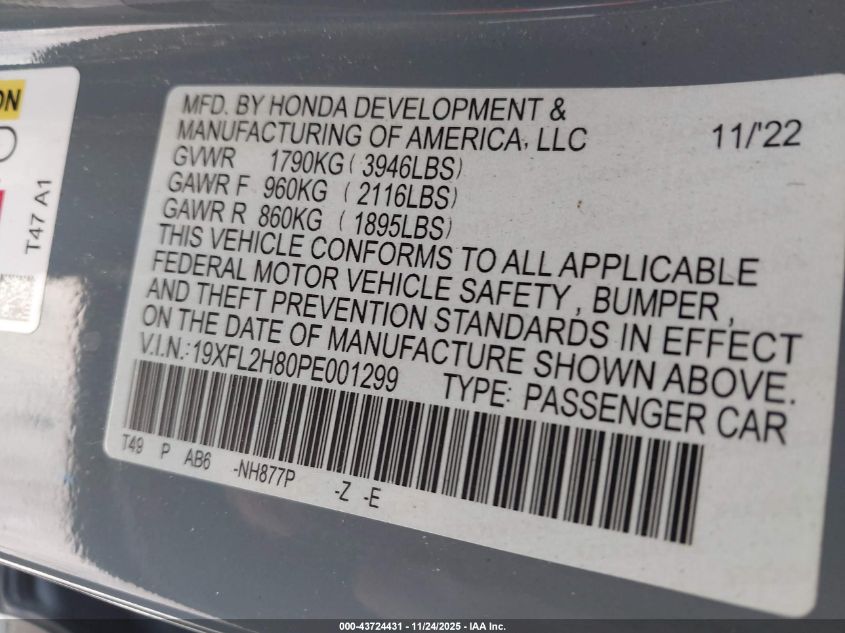 ON
T47 A1
MFD. BY HONDA DEVELOPMENT &
MANUFACTURING OF AMERICA, LLC 11/'22
GVWR 1790KG ( 3946LBS)
GAWR F 960KG ( 2116LBS)
GAWR R 860KG ( 1895LBS)
THIS VEHICLE CONFORMS TO ALL APPLICABLE
FEDERAL MOTOR VEHICLE SAFETY, BUMPER,
AND THEFT PREVENTION STANDARDS IN EFFECT
ON THE DATE OF MANUFACTURE SHOWN ABOVE.
V.I.N.:19XFL2H80PE001299 TYPE: PASSENGER CAR
T49 P AB6 -NH877P -Z -E
000-43724431 - 11/24/2025 - IAA Inc.